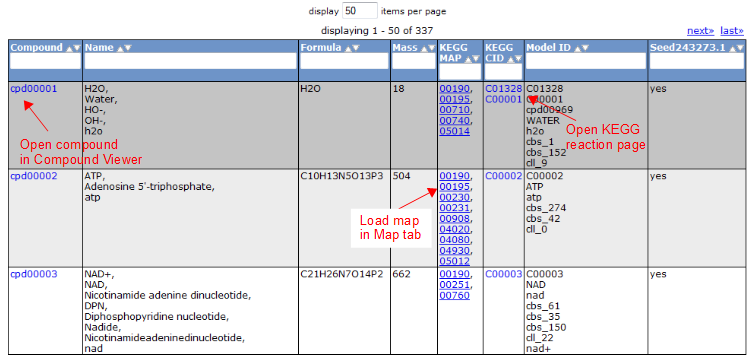 display 50 items per page
displaying 1 - 50 of 337 next» last»
Compound ▲▼ Name ▲▼ Formula ▲▼ Mass ▲▼ KEGG MAP ▲▼ KEGG CID ▲▼ Model ID ▲▼ Seed243273.1 ▲▼
cpd00001
H2O,
Water,
HO-,
OH-,
h2o
H2O
18
00190,
00195,
00710,
00740,
05014
C01328
C00001
C01328
C00001
cpd00969
WATER
h2o
cbs_1
cbs_152
cll_9
yes
Open compound
in Compound Viewer
Open KEGG
reaction page
cpd00002
ATP,
Adenosine 5'-triphosphate,
atp
C10H13N5O13P3
504
00190,
00195,
00230,
00231,
00908,
04020,
04080,
04930,
05012
C00002
C00002
ATP
atp
cbs_274
cbs_42
cll_0
yes
Load map
in Map tab
cpd00003
NAD+,
NAD,
Nicotinamide adenine dinucleotide,
DPN,
Diphosphopyridine nucleotide,
Nadide,
Nicotinamideadeninedinucleotide,
nad
C21H26N7O14P2
662
00190,
00251,
00760
C00003
C00003
NAD
nad
cbs_61
cbs_35
cbs_150
cll_22
nad+
yes